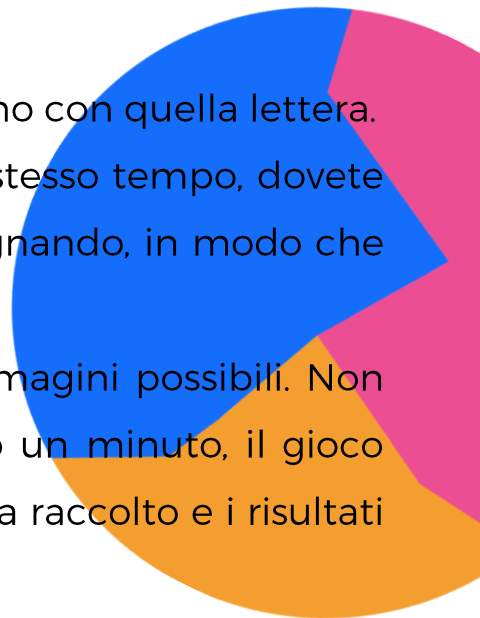 no con quella lettera.
stesso tempo, dovete
gnando, in modo che
magini possibili. Non
un minuto, il gioco
a raccolto e i risultati